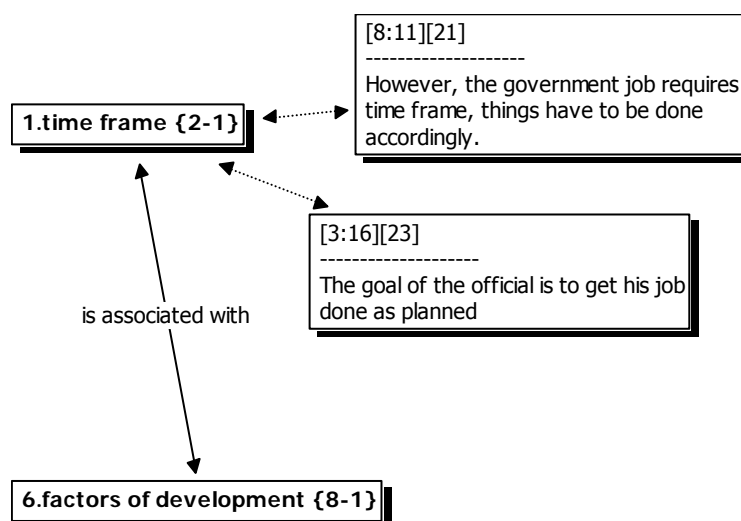 [8:11][21]
--------------------
However, the government job requires
time frame, things have to be done
accordingly.
1.time frame {2-1}
[3:16][23]
--------------------
The goal of the official is to get his job
done as planned
is associated with
6.factors of development {8-1}